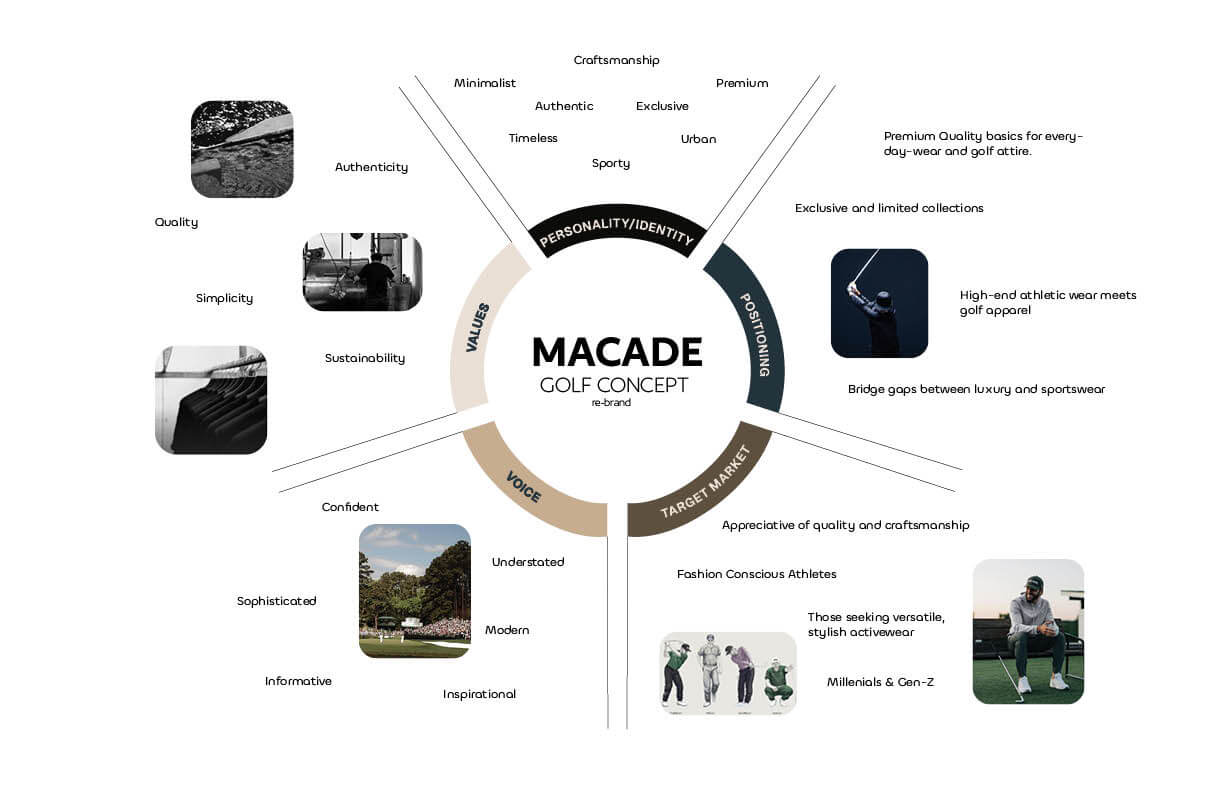 Craftsmanship
Minimalist
Premium
Authentic
Exclusive
Timeless
Urban
Sporty
PERSONALITY/IDENTITY
Premium Quality basics for every-
day-wear and golf attire.
Exclusive and limited collections
High-end athletic wear meets
golf apparel
Bridge gaps between luxury and sportswear
POSITIONING
Authenticity
Quality
Simplicity
Sustainability
VALUES
MACADE
GOLF CONCEPT
re-brand
VOICE
Confident
Understated
Sophisticated
Modern
Informative
Inspirational
TARGET MARKET
Appreciative of quality and craftsmanship
Fashion Conscious Athletes
Those seeking versatile,
stylish activewear
Millenials & Gen-Z